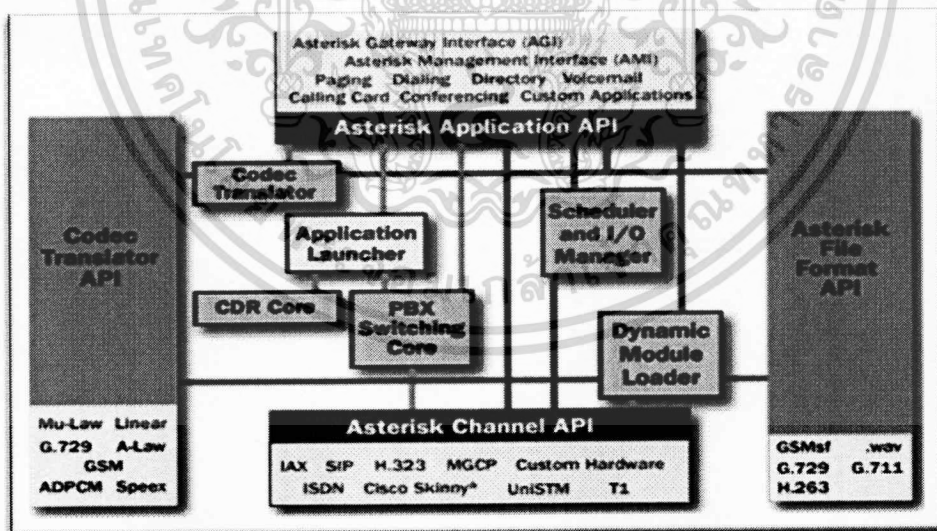 Asterisk Gateway Interface (AGI)
Asterisk Management Interface (AMI)
Paging Dialing Directory Voicemail
Calling Card Conferencing Custom Applications
Asterisk Application API
Codec
Translator
API
Mu-Law Linear
G.729 A-Law
GSM
ADPCM Speex
Codec
Translator
Application
Launcher
CDR Core
PBX
Switching
Core
Scheduler
and I/O
Manager
Dynamic
Module
Loader
Asterisk
File
Format
API
GSMsf .wav
G.729 G.711
H.263
Asterisk Channel API
IAX SIP H.323 MGCP Custom Hardware
ISDN Cisco Skinny* UniSTM T1